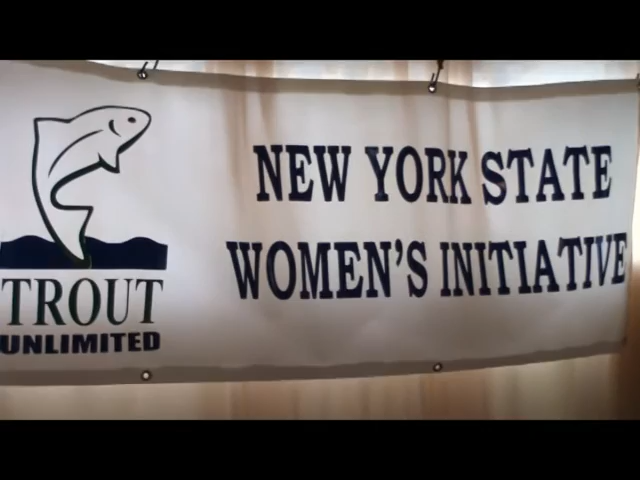 TROUT
UNLIMITED
NEW YORK STATE
WOMEN'S INITIATIVE